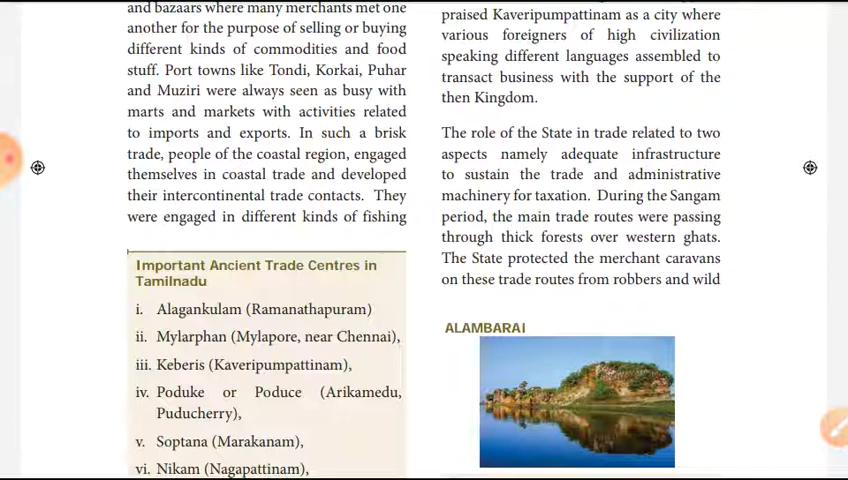 and bazaars where many merchants met one
another for the purpose of selling or buying
different kinds of commodities and food
stuff. Port towns like Tondi, Korkai, Puhar
and Muziri were always seen as busy with
marts and markets with activities related
to imports and exports. In such a brisk
trade, people of the coastal region, engaged
themselves in coastal trade and developed
their intercontinental trade contacts. They
were engaged in different kinds of fishing
Important Ancient Trade Centres in
Tamilnadu
i. Alagankulam (Ramanathapuram)
ii. Mylarphan (Mylapore, near Chennai),
iii. Keberis (Kaveripumpattinam),
iv. Poduke or Poduce (Arikamedu,
Puducherry),
v. Soptana (Marakanam),
vi. Nikam (Nagapattinam),
praised Kaveripumpattinam as a city where
various foreigners of high civilization
speaking different languages assembled to
transact business with the support of the
then Kingdom.
The role of the State in trade related to two
aspects namely adequate infrastructure
to sustain the trade and administrative
machinery for taxation. During the Sangam
period, the main trade routes were passing
through thick forests over western ghats.
The State protected the merchant caravans
on these trade routes from robbers and wild
ALAMBARAI